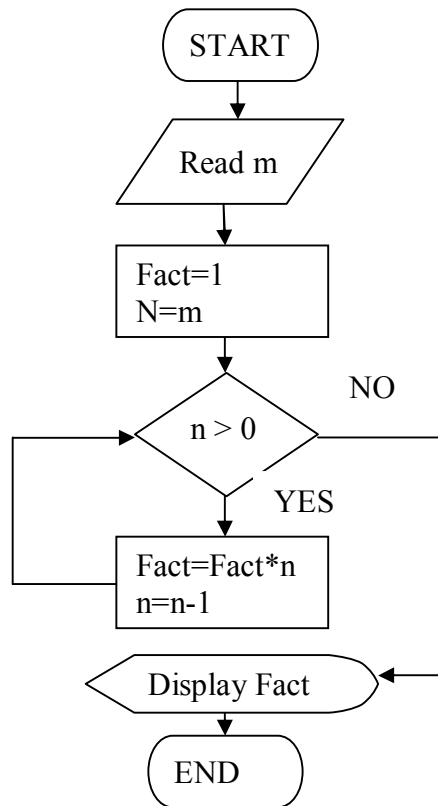 START
Read m
Fact=1
N=m
n > 0
NO
YES
Fact=Fact*n
n=n-1
Display Fact
END